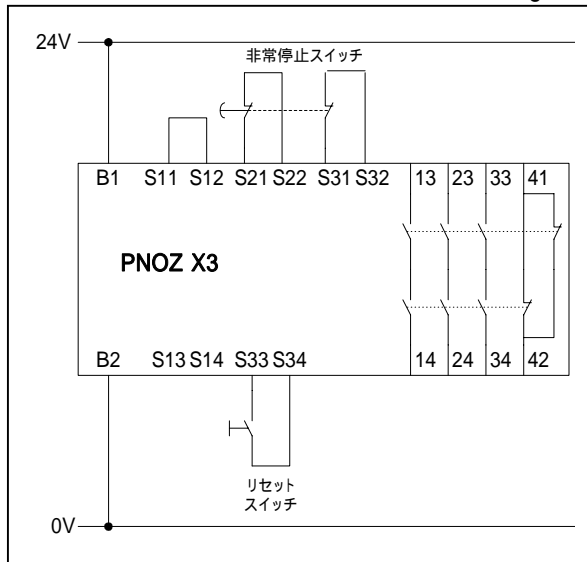 24V
非常停止スイッチ
B1 S11 S12 S21 S22 S31 S32 13 23 33 41
PNOZ X3
B2 S13 S14 S33 S34 14 24 34 42
リセット
スイッチ
0V